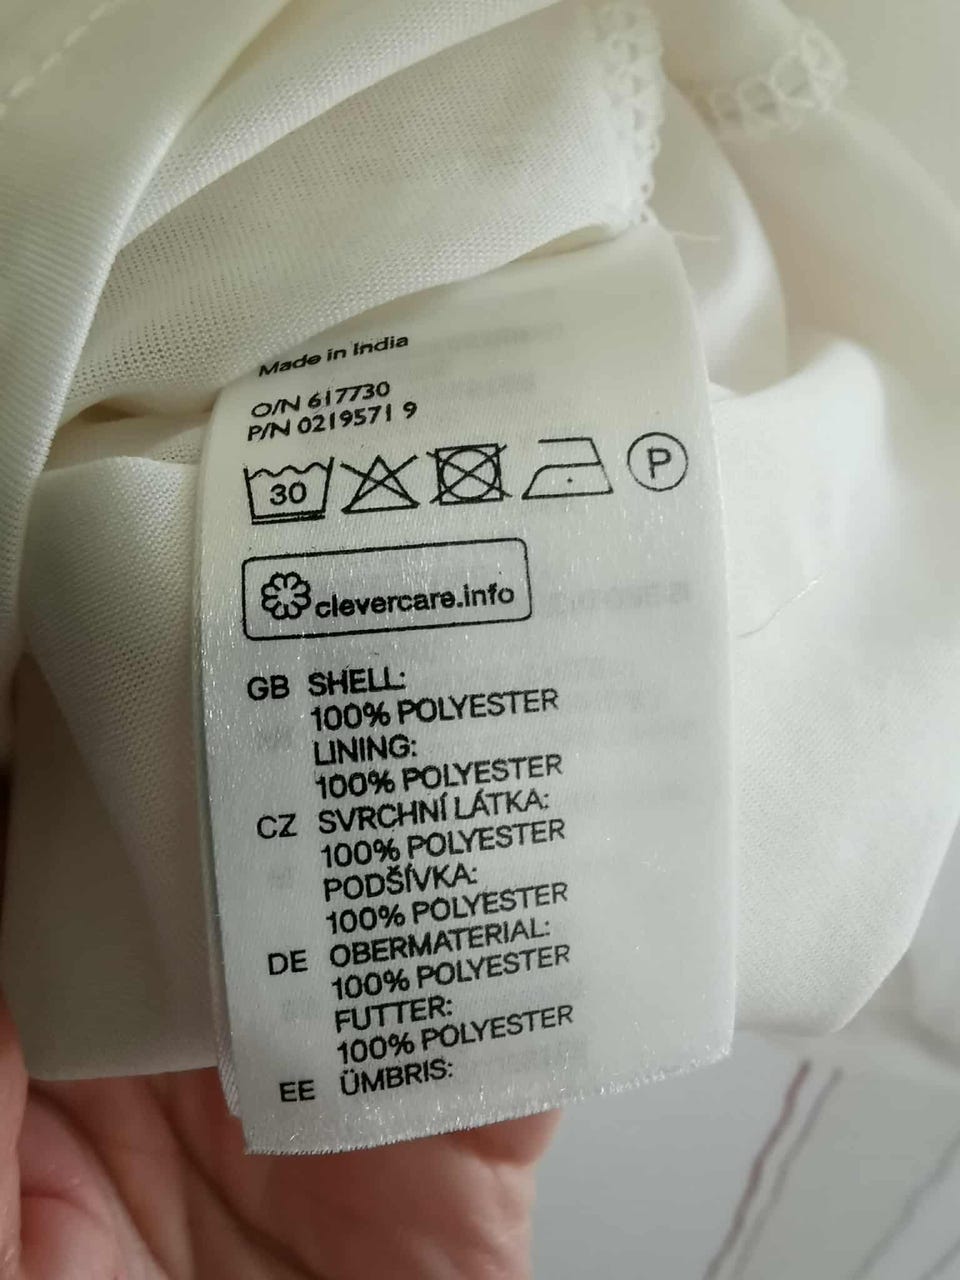 Made in India
O/N 617730
P/N 0219571 9
30
P
clevercare.info
GB SHELL:
100% POLYESTER
LINING:
100% POLYESTER
CZ SVRCHNÍ LÁTKA:
100% POLYESTER
PODŠÍVKA:
100% POLYESTER
DE OBERMATERIAL:
100% POLYESTER
FUTTER:
100% POLYESTER
EE ÜMBRIS: